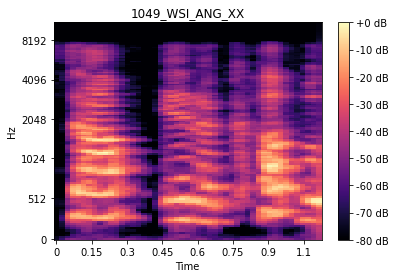 1049_WSI_ANG_XX
+0 dB
8192
-10 dB
4096
-20 dB
-30 dB
2048
Hz
-40 dB
1024
-50 dB
512
-60 dB
-70 dB
0
-80 dB
0 0.15 0.3 0.45 0.6 0.75 0.9 1.1
Time